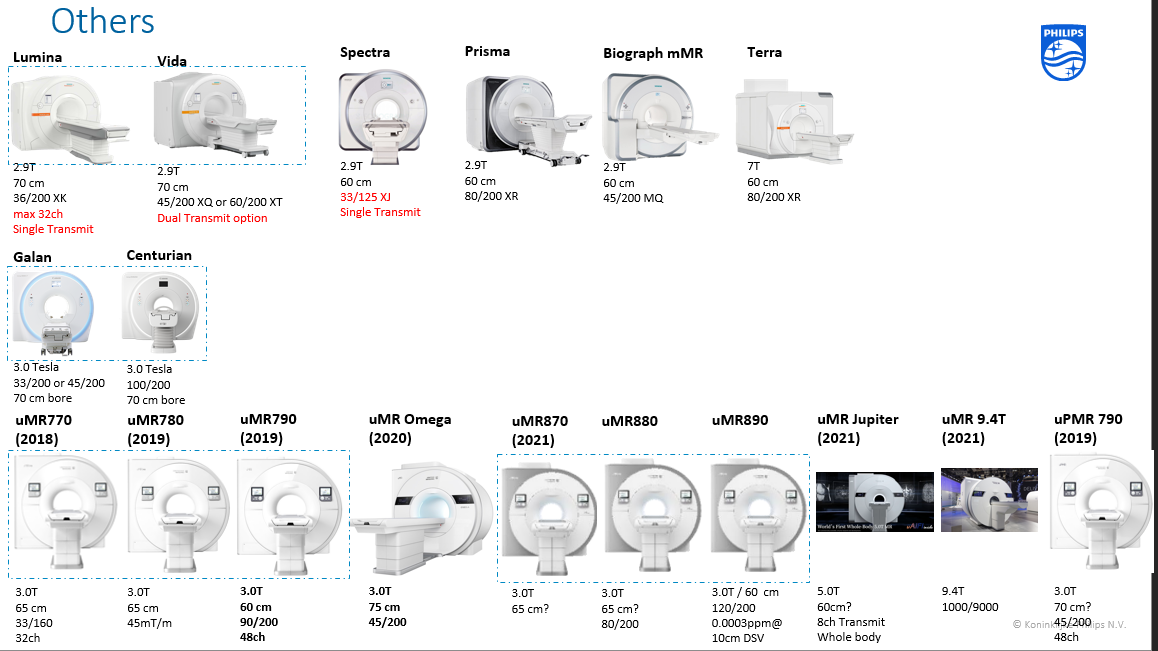 Others
PHILIPS
Lumina
Vida
Spectra
Prisma
Biograph mMR
Terra
2.9T
70 cm
36/200 XK
max 32ch
Single Transmit
2.9T
70 cm
45/200 XQ or 60/200 XT
Dual Transmit option
2.9T
60 cm
33/125 XJ
Single Transmit
2.9T
60 cm
80/200 XR
2.9T
60 cm
45/200 MQ
7T
60 cm
80/200 XR
Galan
Centurian
3.0 Tesla
33/200 or 45/200
70 cm bore
3.0 Tesla
100/200
70 cm bore
uMR770
(2018)
uMR780
(2019)
uMR790
(2019)
uMR Omega
(2020)
uMR870
(2021)
uMR880
uMR890
uMR Jupiter
(2021)
uMR 9.4T
(2021)
uPMR 790
(2019)
World's First Whole-Body 5.0T MR
3.0T
65 cm
33/160
32ch
3.0T
65 cm
45mT/m
3.0T
60 cm
90/200
48ch
3.0T
75 cm
45/200
3.0T
65 cm?
3.0T
65 cm?
80/200
3.0T / 60 cm
120/200
0.0003ppm@
10cm DSV
5.0T
60cm?
8ch Transmit
Whole body
9.4T
1000/9000
3.0T
70 cm?
45/200
48ch
© Koninklijke Philips N.V.